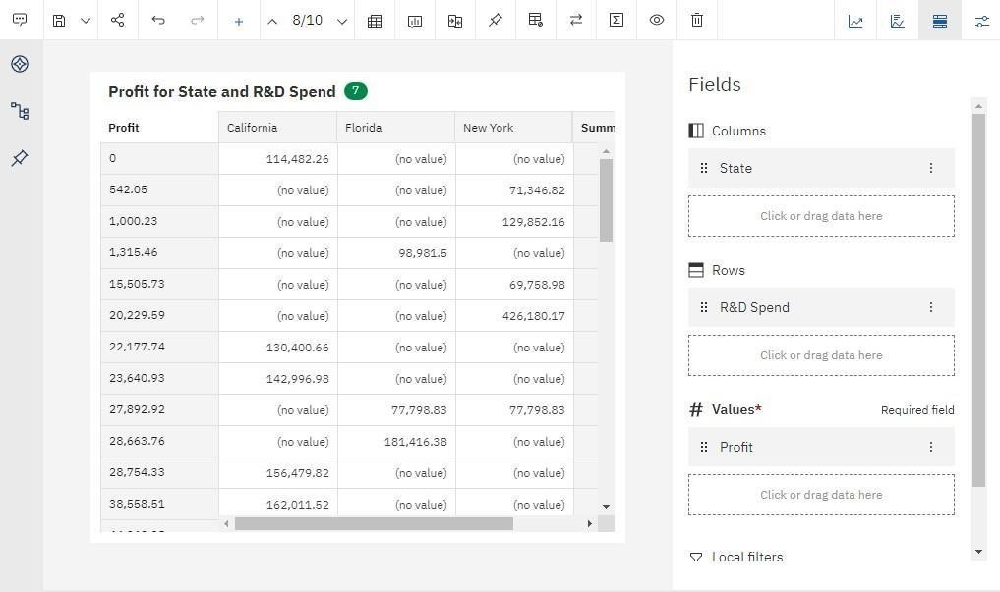 8/10
Profit for State and R&D Spend 7
Profit California Florida New York Summ
0 114,482.26 (no value) (no value)
542.05 (no value) (no value) 71,346.82
1,000.23 (no value) (no value) 129,852.16
1,315.46 (no value) 98,981.5 (no value)
15,505.73 (no value) (no value) 69,758.98
20,229.59 (no value) (no value) 426,180.17
22,177.74 130,400.66 (no value) (no value)
23,640.93 142,996.98 (no value) (no value)
27,892.92 (no value) 77,798.83 77,798.83
28,663.76 (no value) 181,416.38 (no value)
28,754.33 156,479.82 (no value) (no value)
38,558.51 162,011.52 (no value) (no value)
Fields
Columns
State
Click or drag data here
Rows
R&D Spend
Click or drag data here
# Values* Required field
Profit
Click or drag data here
Local filters